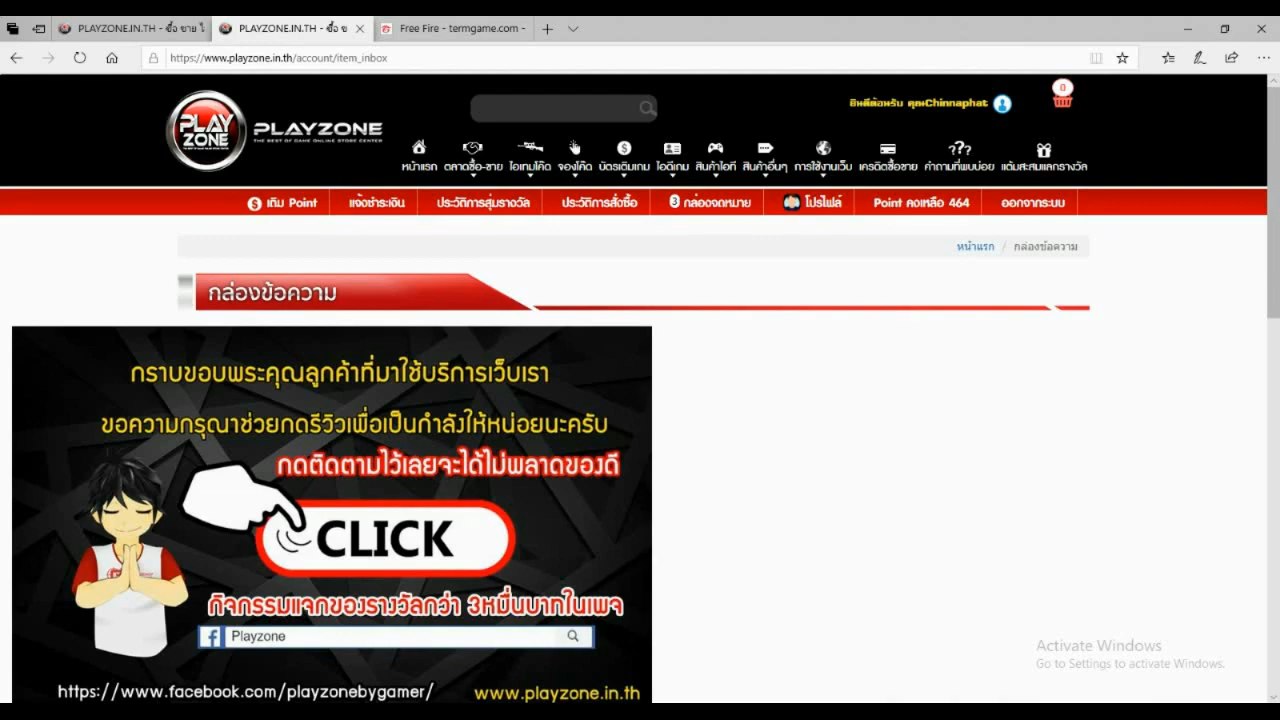 PLAYZONE.IN.TH - ซื้อ ขาย ไ
PLAYZONE.IN.TH - ซื้อ ข
Free Fire - termgame.com -
https://www.playzone.in.th/account/item_inbox
PLAY ZONE
PLAYZONE
THE BEST OF GAME ONLINE STORE CENTER
ยินดีต้อนรับ คุณChinnaphat
0
หน้าแรก ตลาดซื้อ-ขาย ไอเทมโค๊ด จองโค๊ด บัตรเติมเกม ไอดีเกม สินค้าไอที สินค้าอื่นๆ การใช้งานเว็บ เครดิตซื้อขาย คำถามที่พบบ่อย แต้มสะสมแลกรางวัล
เติม Point แจ้งชำระเงิน ประวัติการสุ่มรางวัล ประวัติการสั่งซื้อ 3 กล่องจดหมาย โปรไฟล์ Point คงเหลือ 464 ออกจากระบบ
หน้าแรก / กล่องข้อความ
กล่องข้อความ
กราบขอบพระคุณลูกค้าที่มาใช้บริการเว็บเรา
ขอความกรุณาช่วยกดรีวิวเพื่อเป็นกำลังให้หน่อยนะครับ
กดติดตามไว้เลยจะได้ไม่พลาดของดี
CLICK
กิจกรรมแจกของรางวัลกว่า 3หมื่นบาทในเพจ
Playzone
https://www.facebook.com/playzonebygamer/
www.playzone.in.th
Activate Windows
Go to Settings to activate Windows.